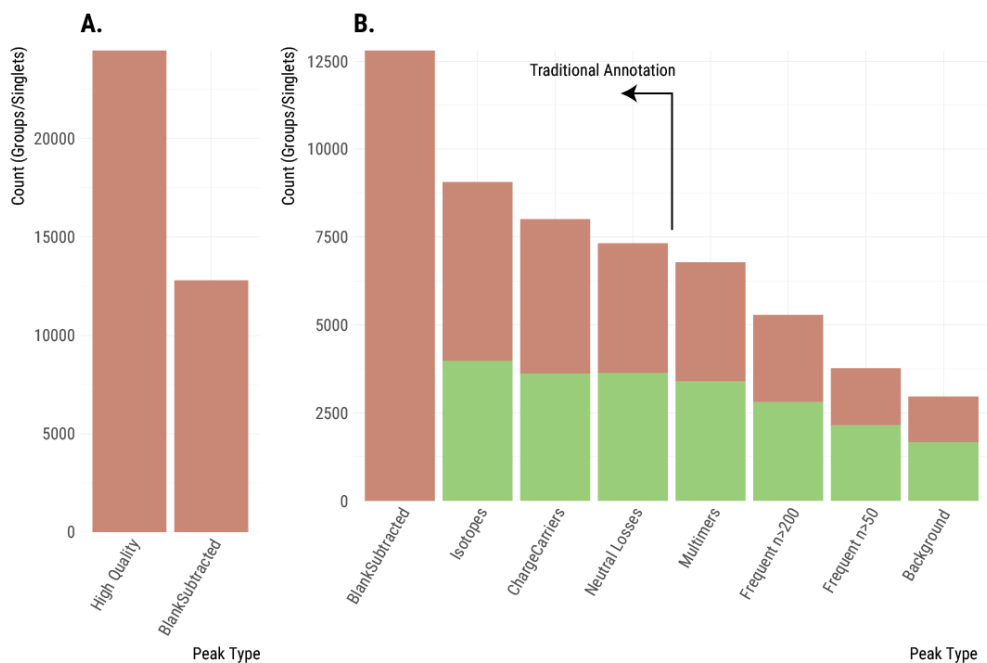 A.
Count (Groups/Singlets)
20000
15000
10000
5000
0
High Quality
BlankSubtracted
Peak Type
B.
Count (Groups/Singlets)
12500
10000
7500
5000
2500
0
Traditional Annotation
BlankSubtracted
Isotopes
ChargeCarriers
Neutral Losses
Multimers
Frequent n>200
Frequent n>50
Background
Peak Type